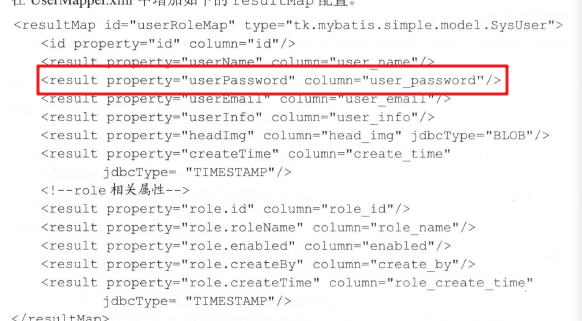 在 UserMapper.xml 中增加如下的 resultMap 配置。
<resultMap id="userRoleMap" type="tk.mybatis.simple.model.SysUser">
<id property="id" column="id"/>
<result property="userName" column="user_name"/>
<result property="userPassword" column="user_password"/>
<result property="userEmail" column="user_email"/>
<result property="userInfo" column="user_info"/>
<result property="headImg" column="head_img" jdbcType="BLOB"/>
<result property="createTime" column="create_time"
jdbcType= "TIMESTAMP"/>
<!--role 相关属性-->
<result property="role.id" column="role_id"/>
<result property="role.roleName" column="role_name"/>
<result property="role.enabled" column="enabled"/>
<result property="role.createBy" column="create_by"/>
<result property="role.createTime" column="role_create_time"
jdbcType= "TIMESTAMP"/>
</resultMap>